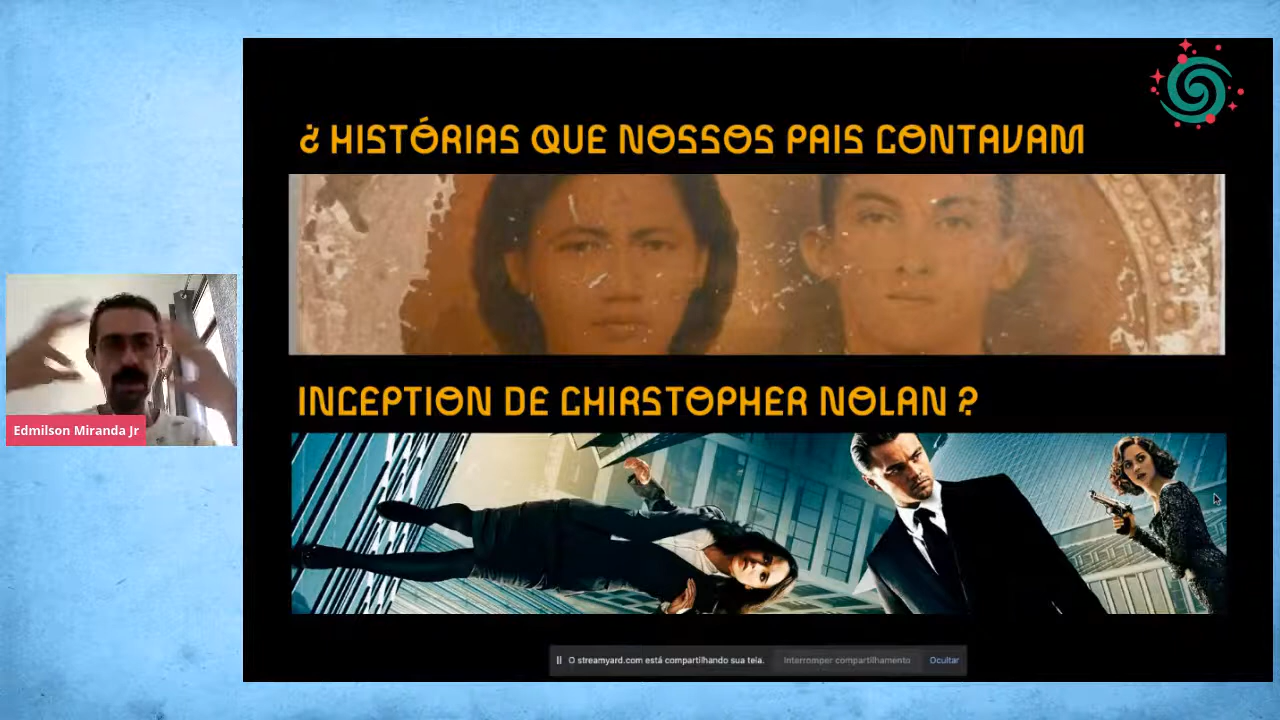 ¿ HISTÓRIAS QUE NOSSOS PAIS CONTAVAM
INCEPTION DE CHIRSTOPHER NOLAN ?
Edmilson Miranda Jr
O streamyard.com está compartilhando sua tela.
Interromper compartilhamento
Ocultar